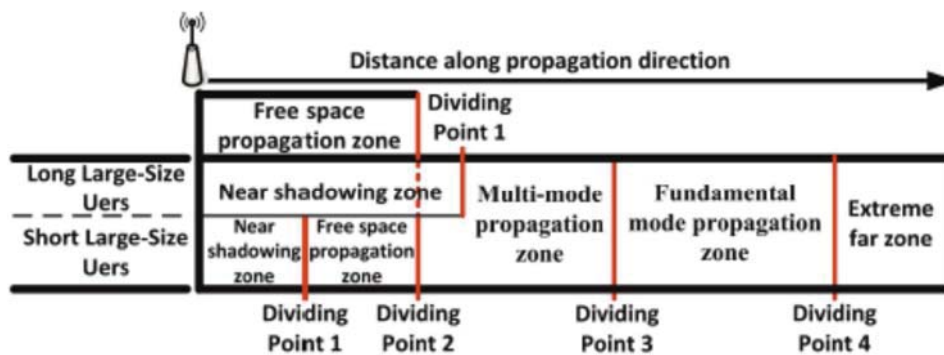 Distance along propagation direction
Free space
propagation zone
Dividing
Point 1
Long Large-Size
Uers
Near shadowing zone
Multi-mode
propagation
zone
Fundamental
mode propagation
zone
Extreme
far zone
Short Large-Size
Uers
Near
shadowing
zone
Free space
propagation
zone
Dividing
Point 1
Dividing
Point 2
Dividing
Point 3
Dividing
Point 4